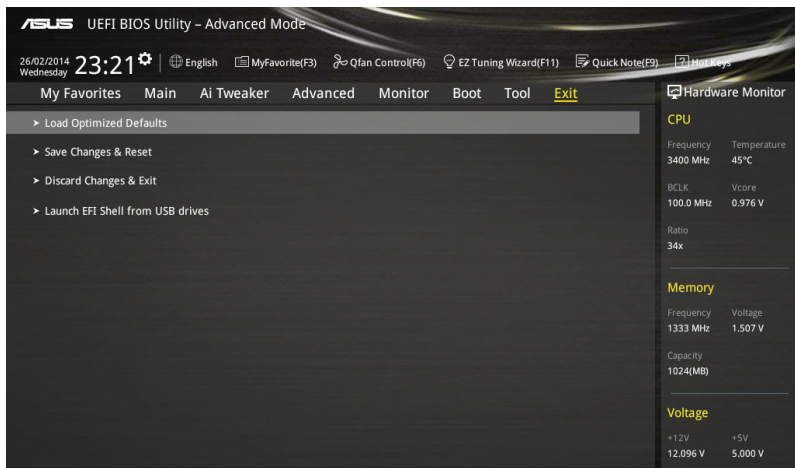 ASUS UEFI BIOS Utility – Advanced Mode
26/02/2014
Wednesday
23:21
English MyFavorite(F3) Qfan Control(F6) EZ Tuning Wizard(F11) Quick Note(F9) ? Hot Keys
My Favorites Main Ai Tweaker Advanced Monitor Boot Tool Exit
Load Optimized Defaults
Save Changes & Reset
Discard Changes & Exit
Launch EFI Shell from USB drives
Hardware Monitor
CPU
Frequency Temperature
3400 MHz 45°C
BCLK Vcore
100.0 MHz 0.976 V
Ratio
34x
Memory
Frequency Voltage
1333 MHz 1.507 V
Capacity
1024(MB)
Voltage
+12V +5V
12.096 V 5.000 V